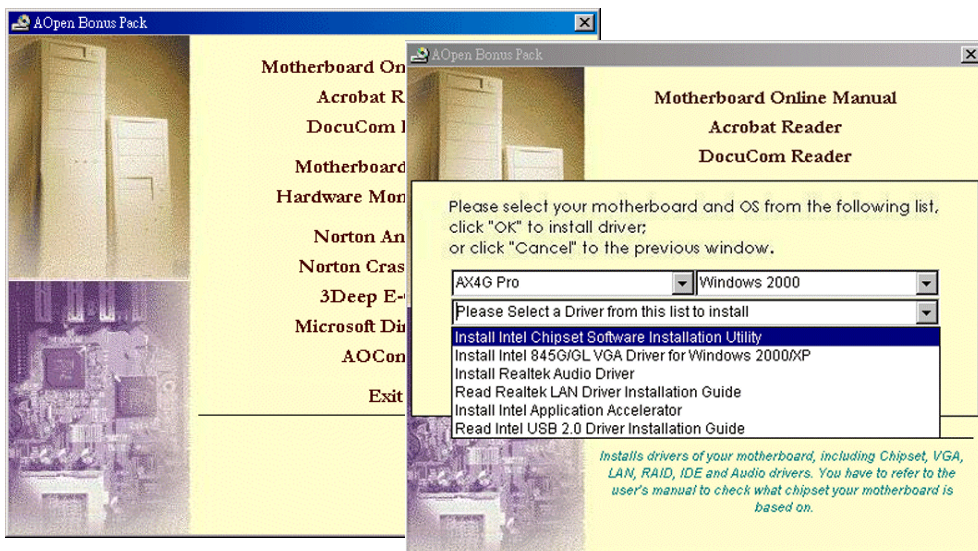 AOpen Bonus Pack
Motherboard On
Acrobat R
DocuCom
Motherboard
Hardware Mon
Norton An
Norton Cras
3Deep E-
Microsoft Di
AOCon
Exit
AOpen Bonus Pack
Motherboard Online Manual
Acrobat Reader
DocuCom Reader
Please select your motherboard and OS from the following list,
click "OK" to install driver;
or click "Cancel" to the previous window.
AX4G Pro
Windows 2000
Please Select a Driver from this list to install
Install Intel Chipset Software Installation Utility
Install Intel 845G/GL VGA Driver for Windows 2000/XP
Install Realtek Audio Driver
Read Realtek LAN Driver Installation Guide
Install Intel Application Accelerator
Read Intel USB 2.0 Driver Installation Guide
Installs drivers of your motherboard, including Chipset, VGA,
LAN, RAID, IDE and Audio drivers. You have to refer to the
user's manual to check what chipset your motherboard is
based on.